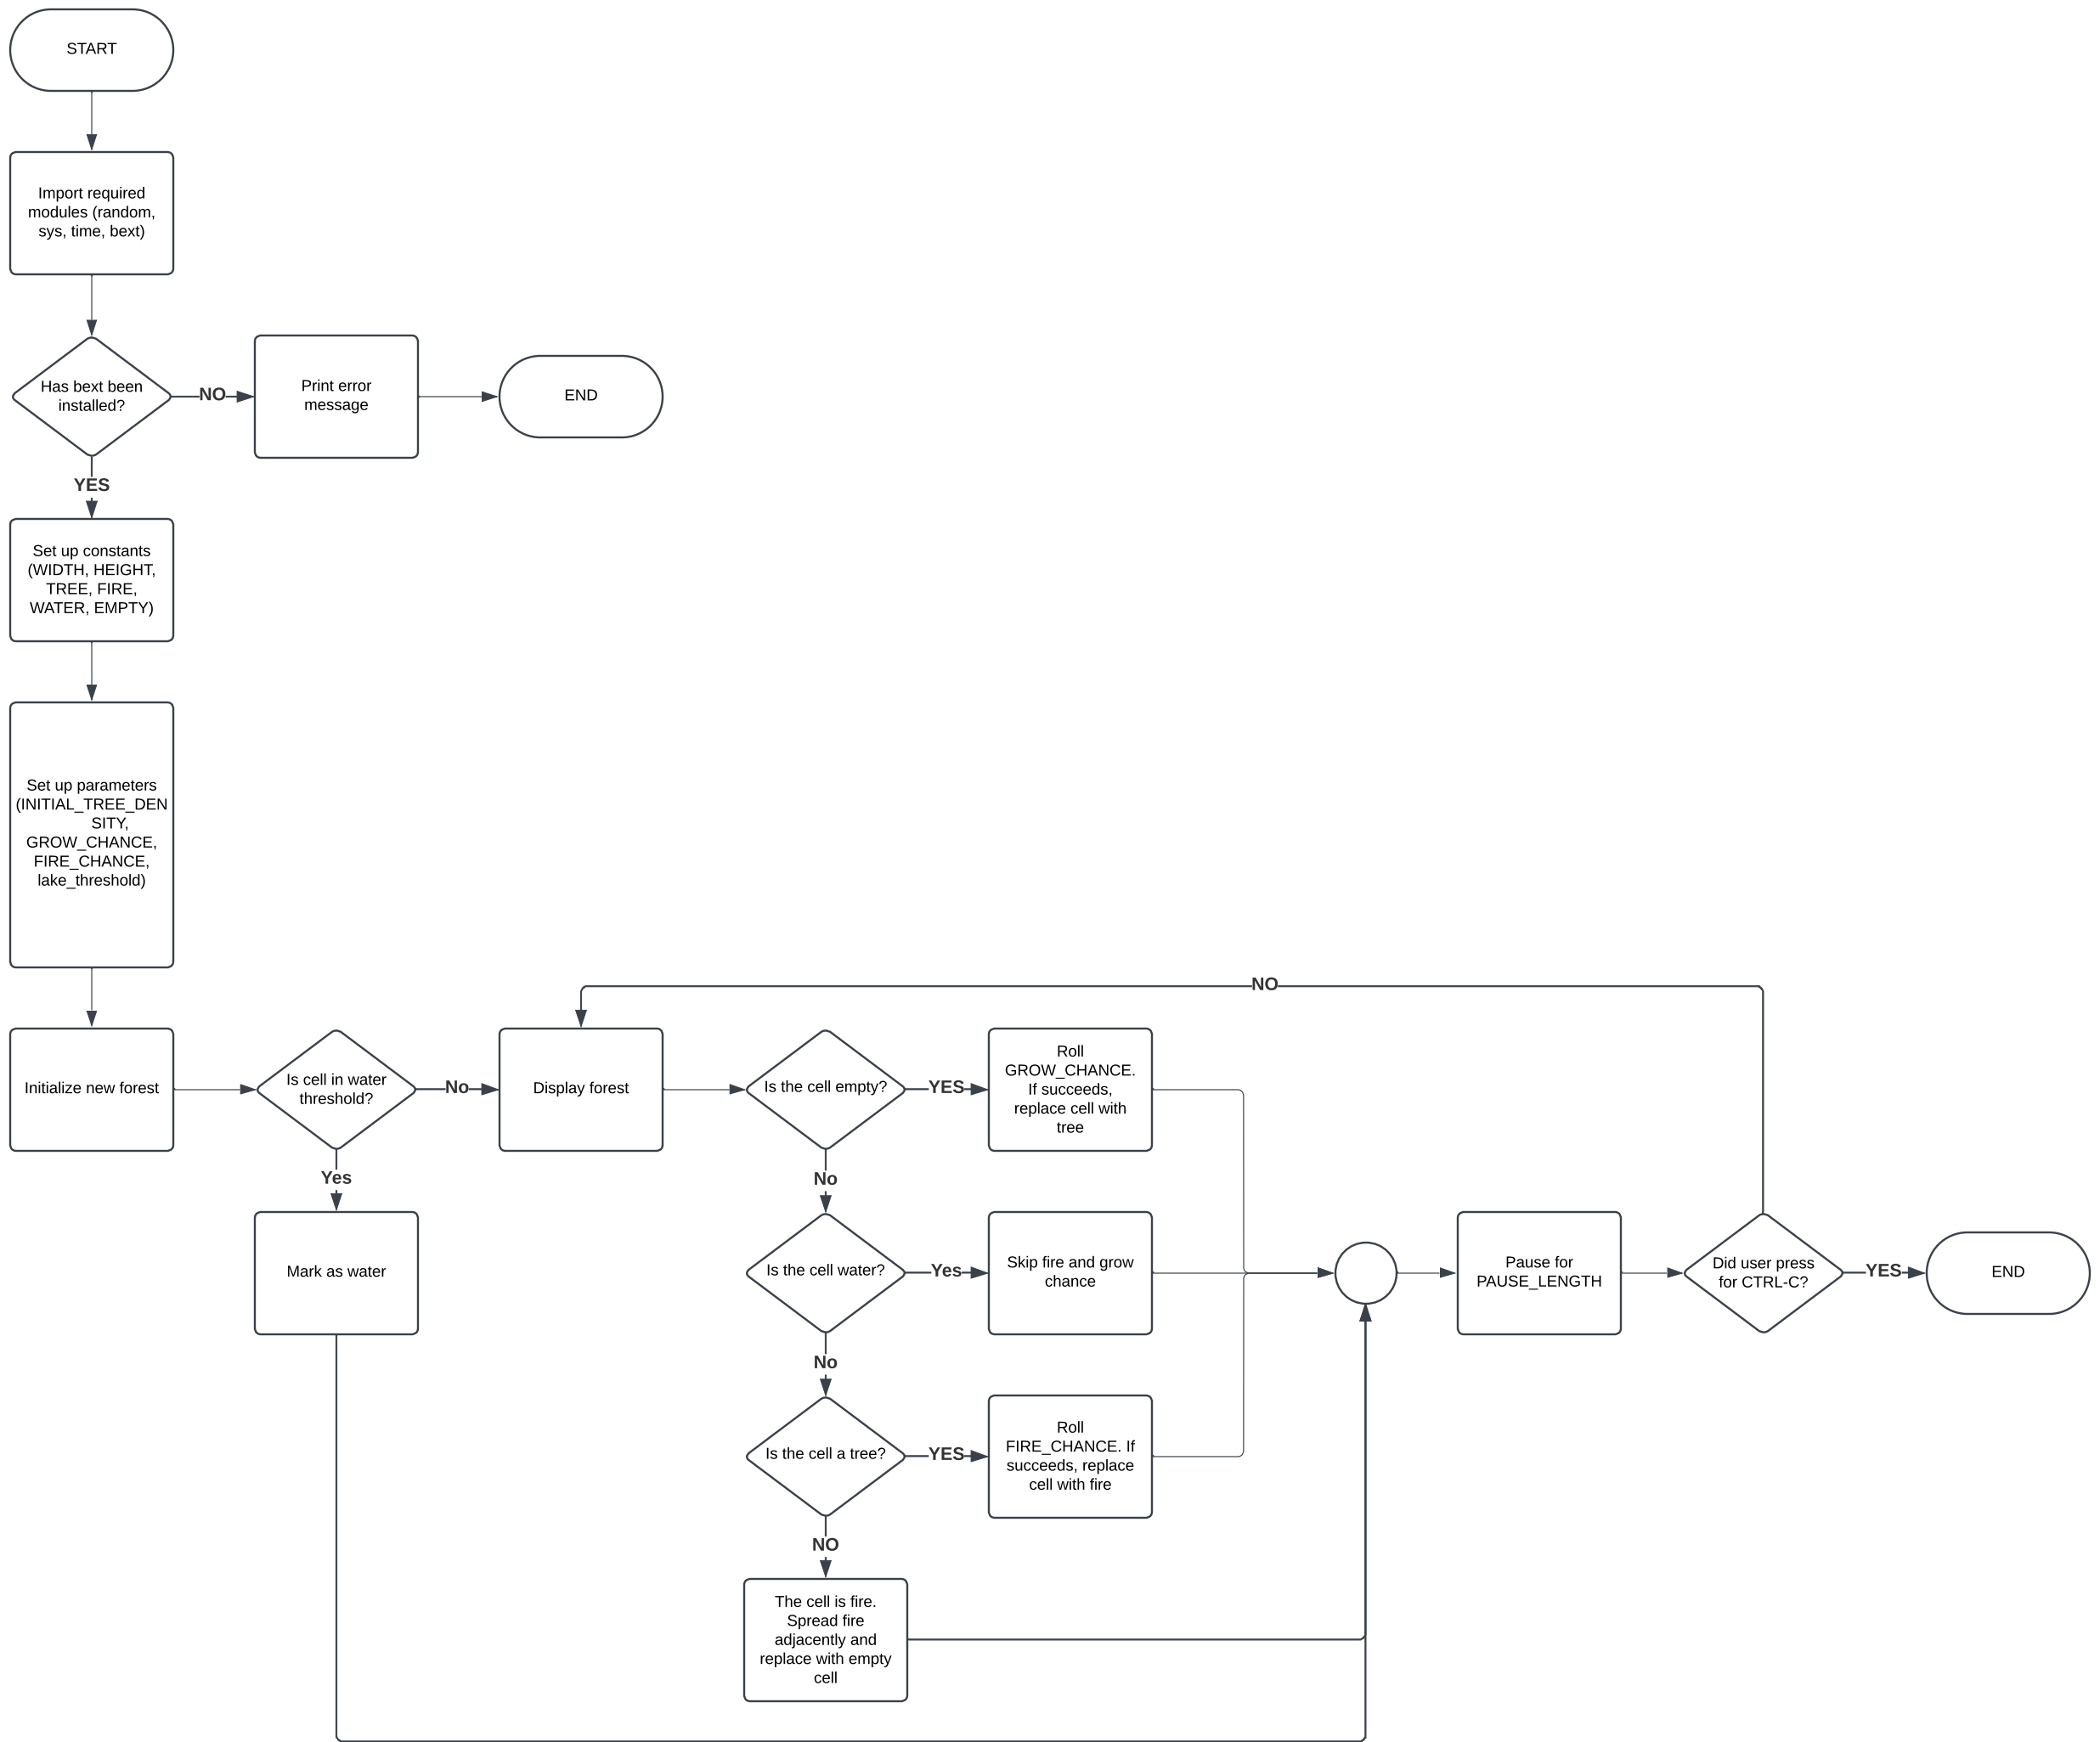 START
Import required
modules (random,
sys, time, bext)
Has bext been
installed?
NO
Print error
message
END
YES
Set up constants
(WIDTH, HEIGHT,
TREE, FIRE,
WATER, EMPTY)
Set up parameters
(INITIAL_TREE_DEN
SITY,
GROW_CHANCE,
FIRE_CHANCE,
lake_threshold)
NO
Initialize new forest
Is cell in water
threshold?
No
Display forest
Is the cell empty?
YES
Roll
GROW_CHANCE.
If succeeds,
replace cell with
tree
Yes
No
Mark as water
Is the cell water?
Yes
Skip fire and grow
chance
Pause for
PAUSE_LENGTH
Did user press
for CTRL-C?
YES
END
No
Is the cell a tree?
YES
Roll
FIRE_CHANCE. If
succeeds, replace
cell with fire
NO
The cell is fire.
Spread fire
adjacently and
replace with empty
cell